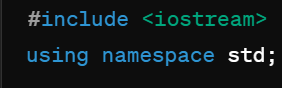 #include <iostream>
using namespace std;